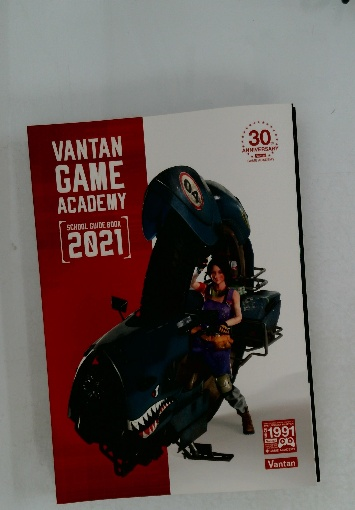 VANTAN
GAME
ACADEMY
SCHOOL GUIDE BOOK
2021
30
ANNIVERSARY
1991
Vantan